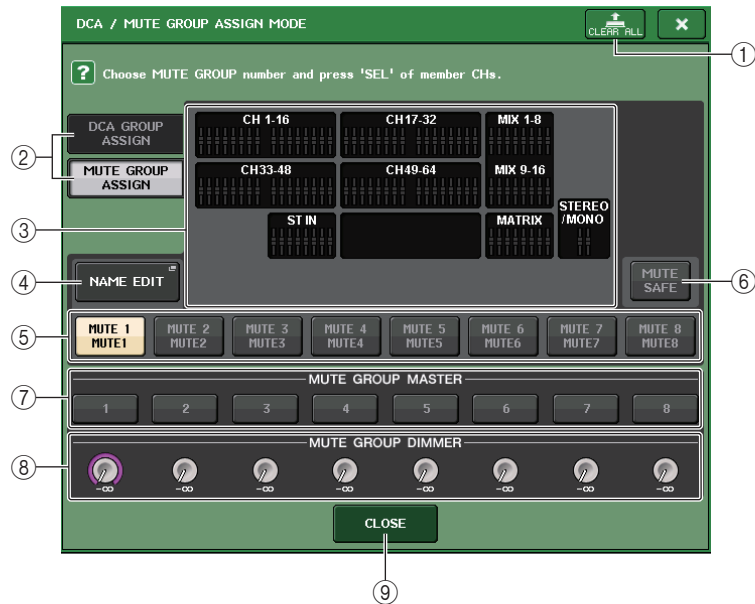 DCA / MUTE GROUP ASSIGN MODE
CLEAR ALL
×
①
? Choose MUTE GROUP number and press 'SEL' of member CHs.
②
DCA GROUP
ASSIGN
MUTE GROUP
ASSIGN
③
CH 1-16
CH17-32
MIX 1-8
CH33-48
CH49-64
MIX 9-16
ST IN
MATRIX
STEREO
/MONO
④
NAME EDIT
MUTE
SAFE
⑥
⑤
MUTE 1
MUTE1
MUTE 2
MUTE2
MUTE 3
MUTE3
MUTE 4
MUTE4
MUTE 5
MUTE5
MUTE 6
MUTE6
MUTE 7
MUTE7
MUTE 8
MUTE8
⑦
MUTE GROUP MASTER
1 2 3 4 5 6 7 8
⑧
MUTE GROUP DIMMER
-∞ -∞ -∞ -∞ -∞ -∞ -∞ -∞
CLOSE
⑨